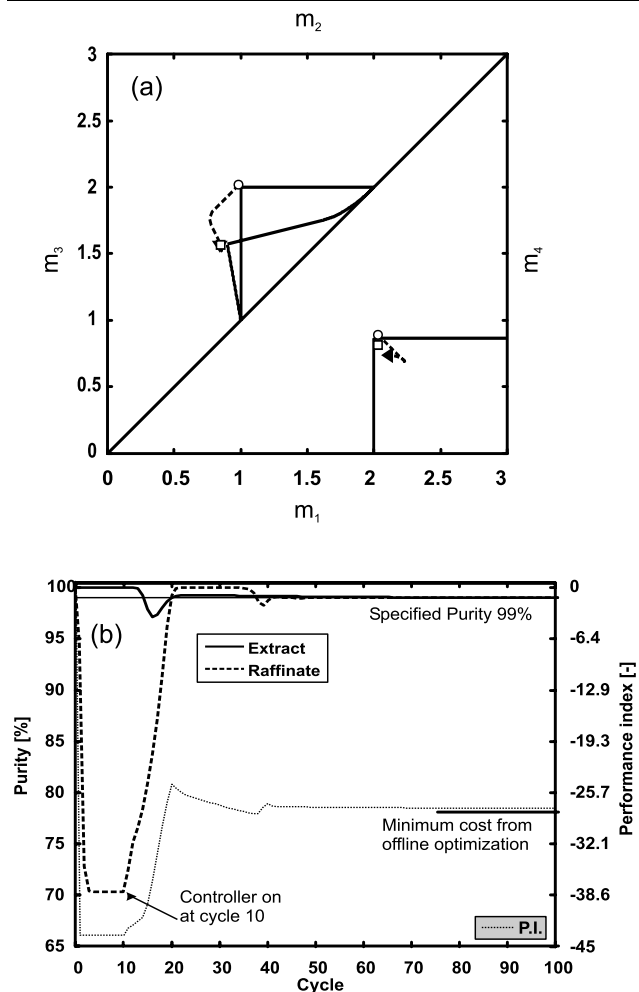 m₂
3
(a)
2.5
2
m₃
1.5
m₄
1
0.5
0
0 0.5 1 1.5 2 2.5 3
m₁
100 0
Specified Purity 99%
95 (b) -6.4
Extract
Raffinate
90 -12.9
Purity [%]
85 -19.3
Performance index [-]
80 -25.7
Minimum cost from
offline optimization
75 -32.1
70 -38.6
Controller on
at cycle 10
P.I.
65 -45
0 10 20 30 40 50 60 70 80 90 100
Cycle